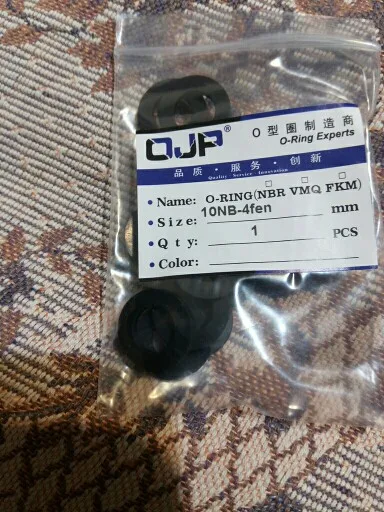 OJP® O型圈制造商
O-Ring Experts
品质·服务·创新
Quality Service Innovation
• Name: O-RING(NBR VMQ FKM)
• Size: 10NB-4fen mm
• Qty: 1 PCS
• Color: